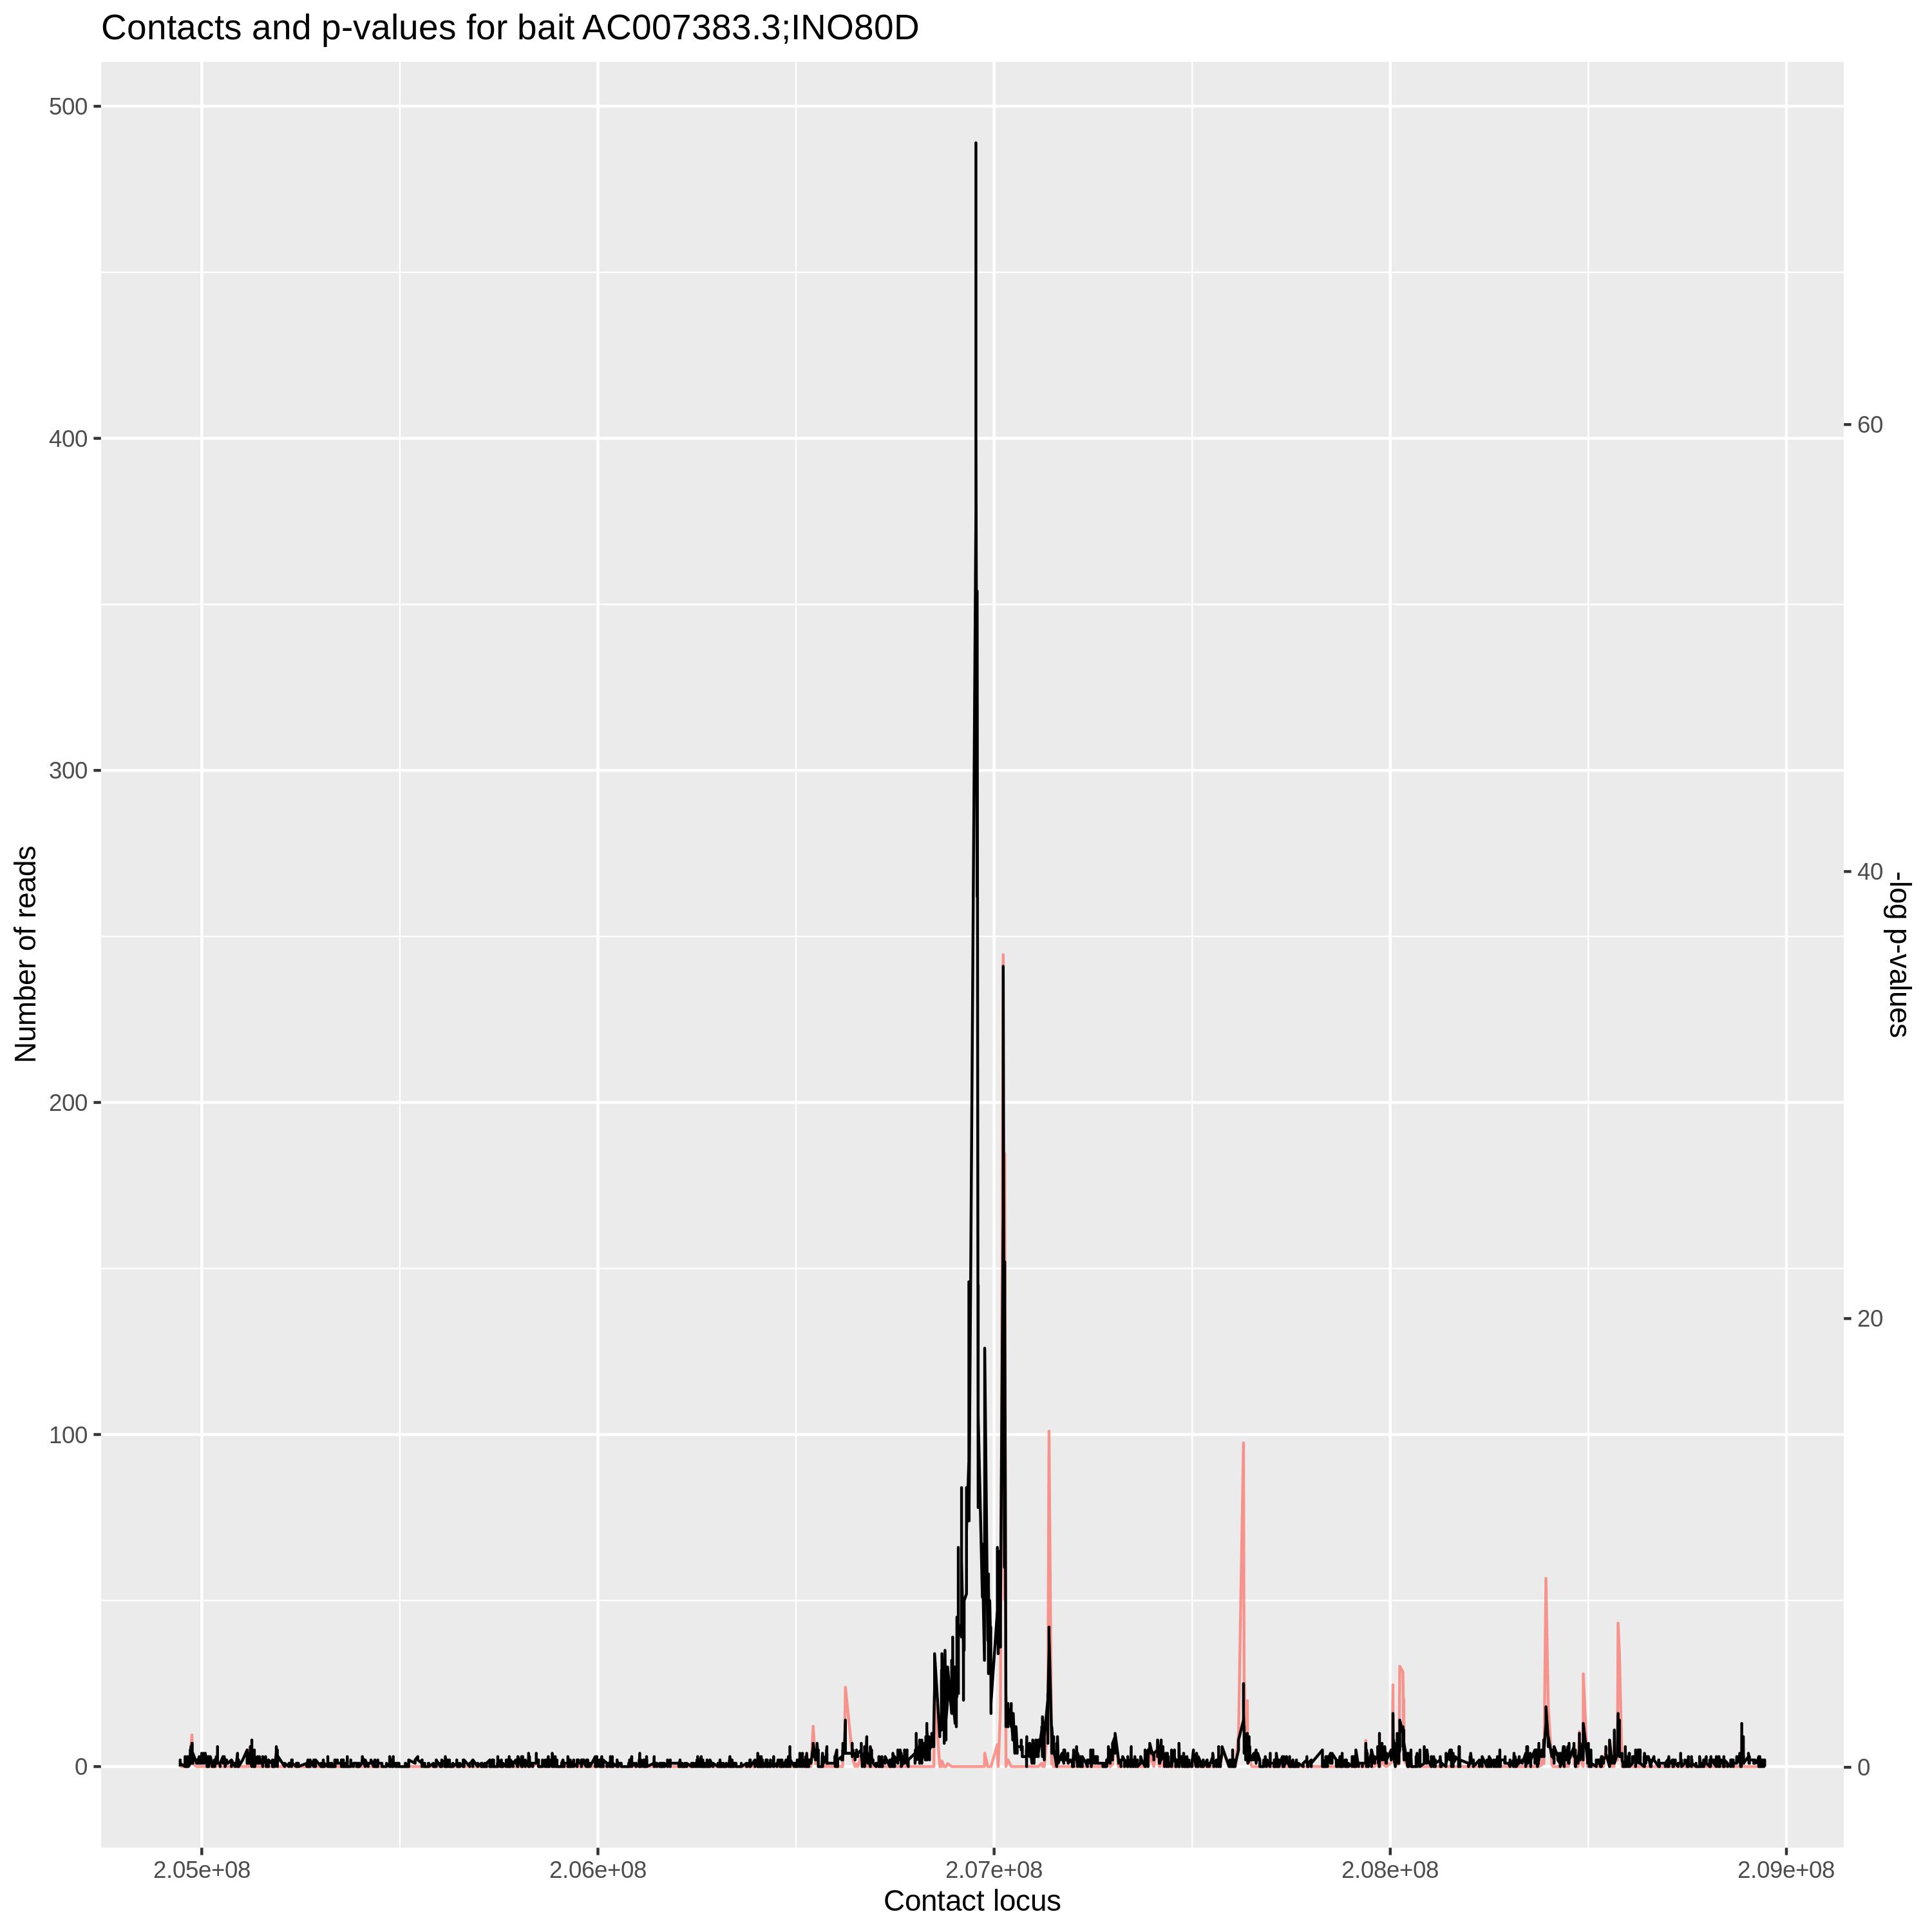 Contacts and p-values for bait AC007383.3;INO80D
500
400
300
200
100
0
Number of reads
60
40
20
0
-log p-values
2.05e+08 2.06e+08 2.07e+08 2.08e+08 2.09e+08
Contact locus